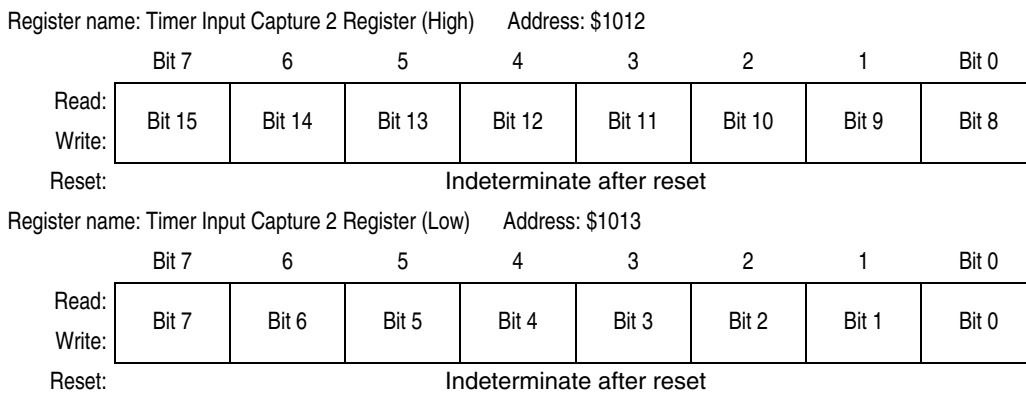 Register name: Timer Input Capture 2 Register (High) Address: $1012
Bit 7 6 5 4 3 2 1 Bit 0
Read:
Bit 15 Bit 14 Bit 13 Bit 12 Bit 11 Bit 10 Bit 9 Bit 8
Write:
Reset: Indeterminate after reset
Register name: Timer Input Capture 2 Register (Low) Address: $1013
Bit 7 6 5 4 3 2 1 Bit 0
Read:
Bit 7 Bit 6 Bit 5 Bit 4 Bit 3 Bit 2 Bit 1 Bit 0
Write:
Reset: Indeterminate after reset